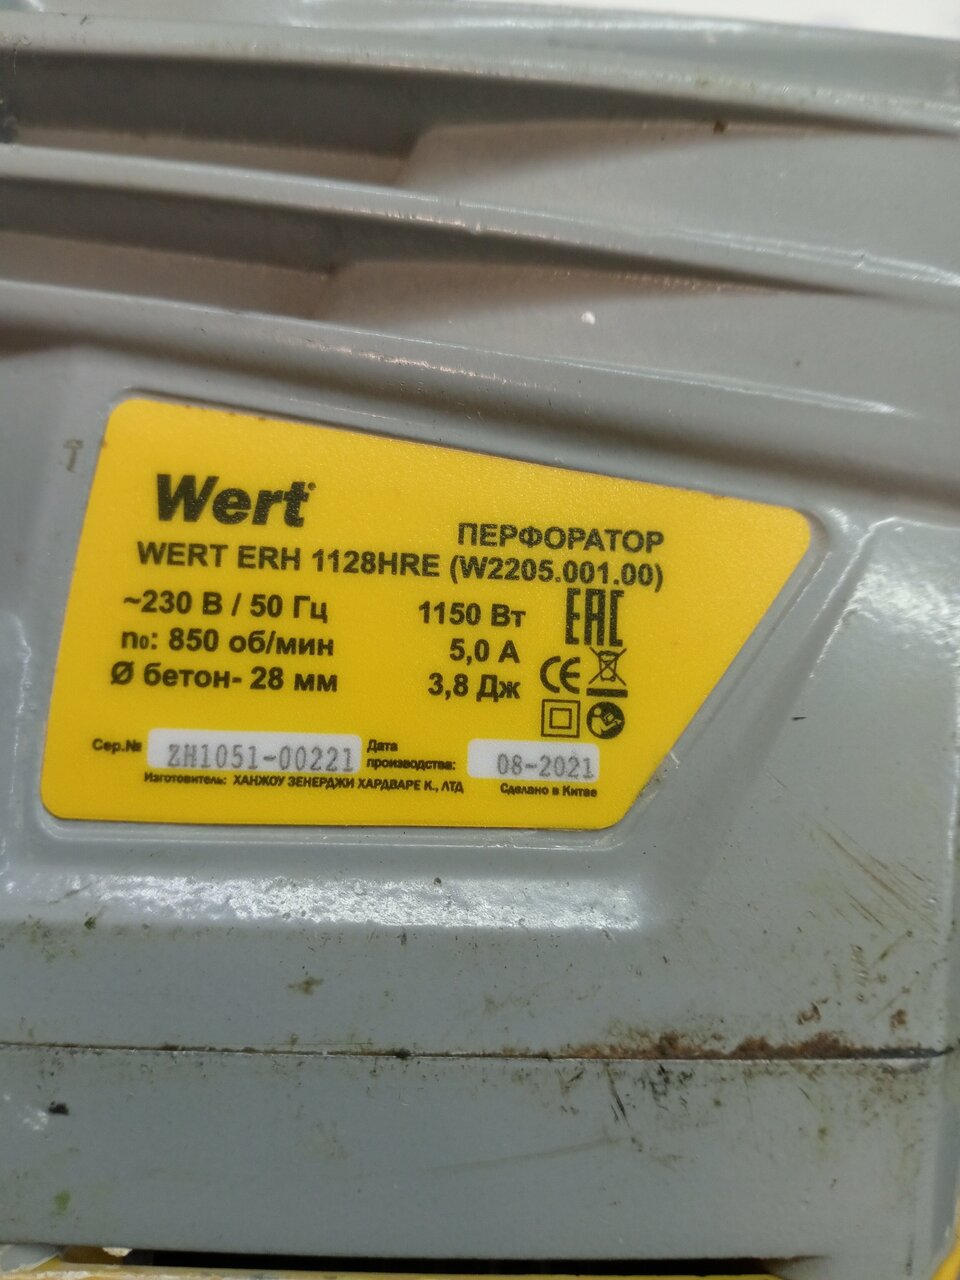 Wert
ПЕРФОРАТОР
WERT ERH 1128HRE (W2205.001.00)
~230 В / 50 Гц 1150 Вт
n₀: 850 об/мин 5,0 А
Ø бетон- 28 мм 3,8 Дж
EAC
CE
Сер.№ ZH1051-00221 Дата производства: 08-2021
Изготовитель: ХАНЖОУ ЗЕНЕРДЖИ ХАРДВАРЕ К., ЛТД Сделано в Китае